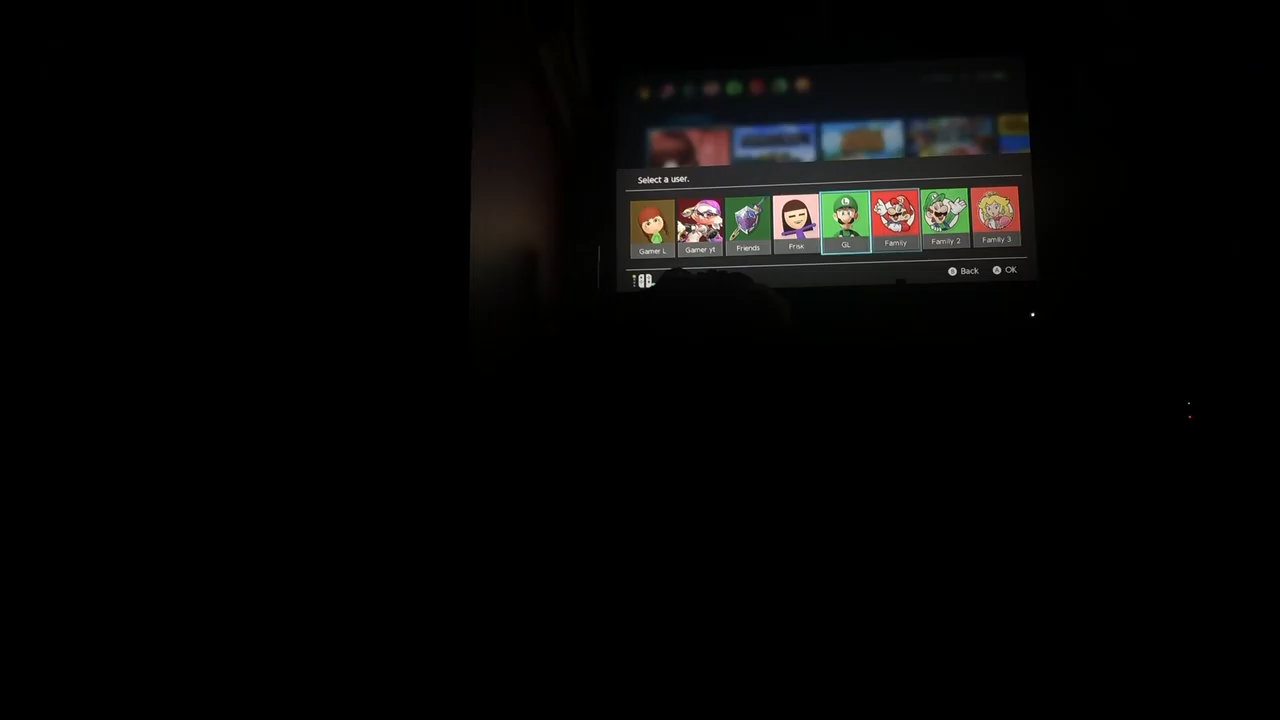 Select a user.
Gamer L Gamer yt Friends Frisk GL Family Family 2 Family 3
B Back A OK